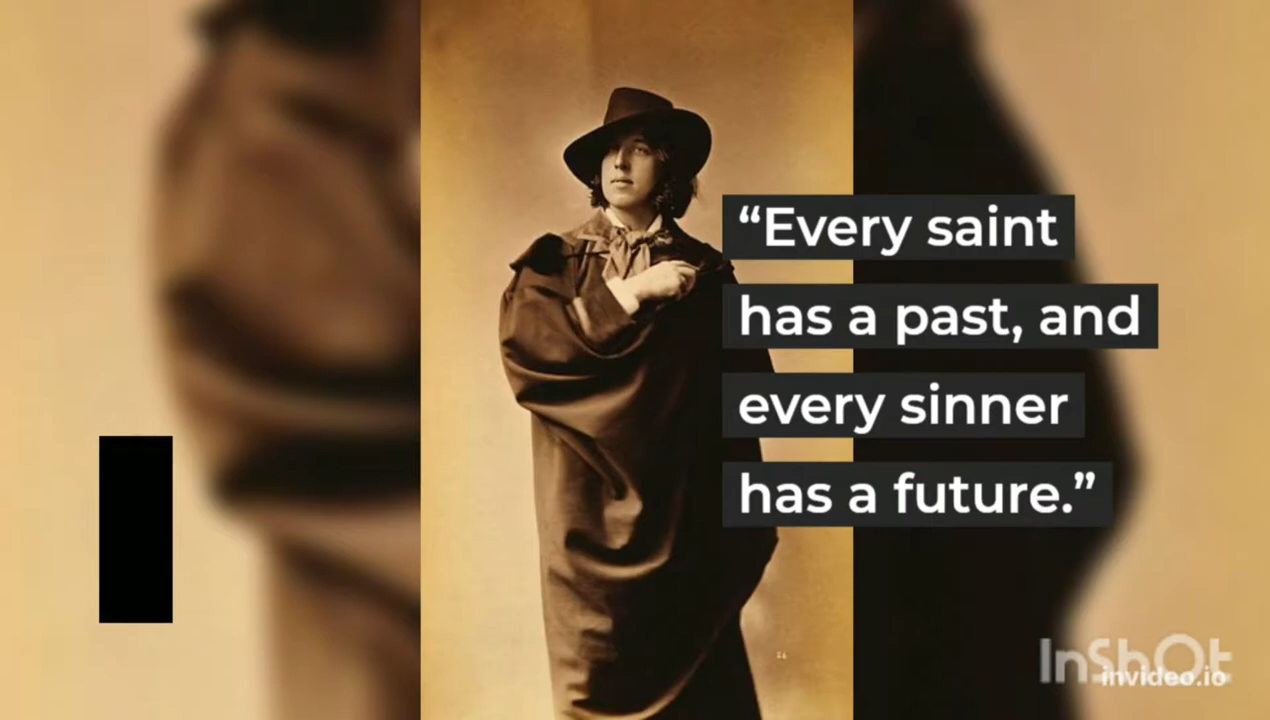 “Every saint
has a past, and
every sinner
has a future.”
InShOt
invideo.io